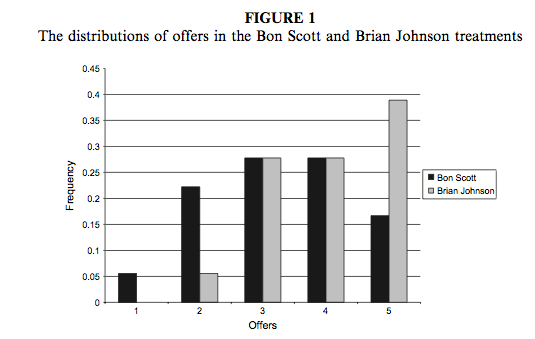 FIGURE 1
The distributions of offers in the Bon Scott and Brian Johnson treatments
0.45
0.4
0.35
0.3
0.25
0.2
0.15
0.1
0.05
0
Frequency
1 2 3 4 5
Offers
Bon Scott
Brian Johnson